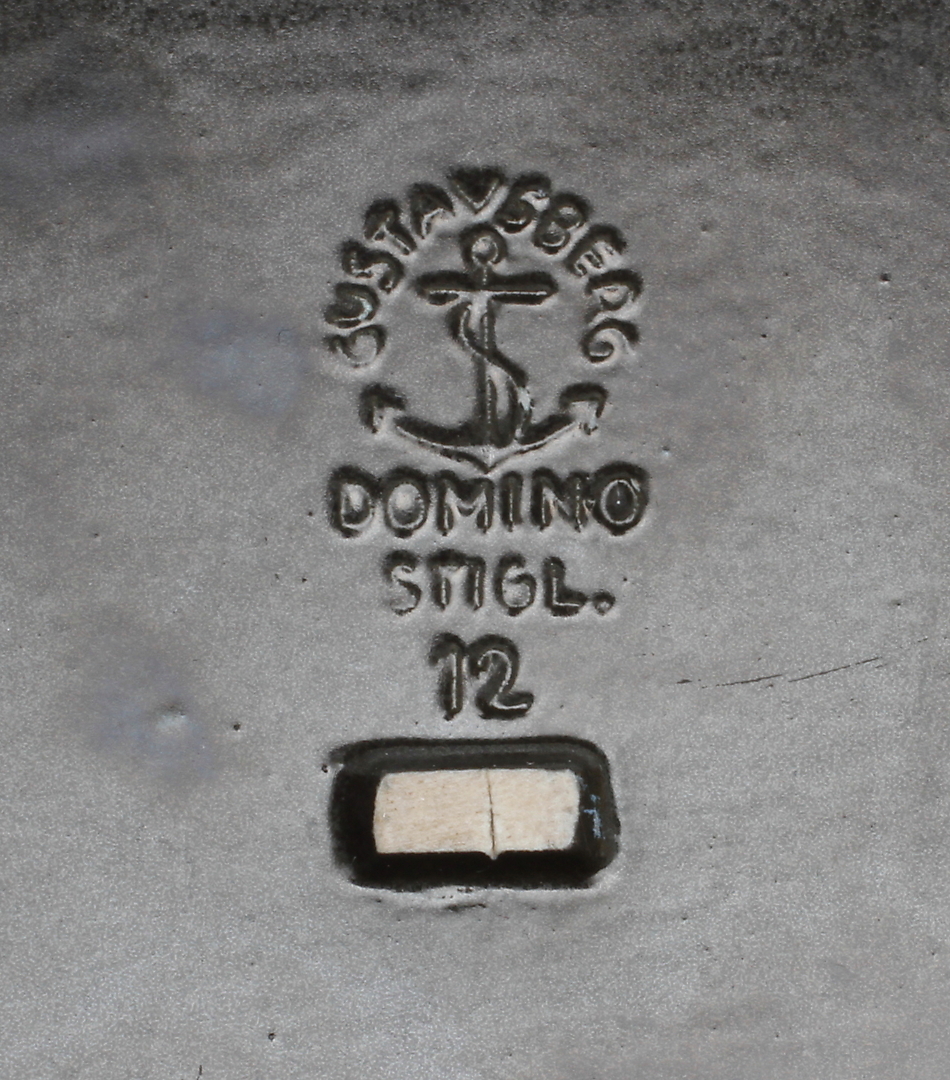 GUSTAVSBERG
DOMINO
STIGL.
12